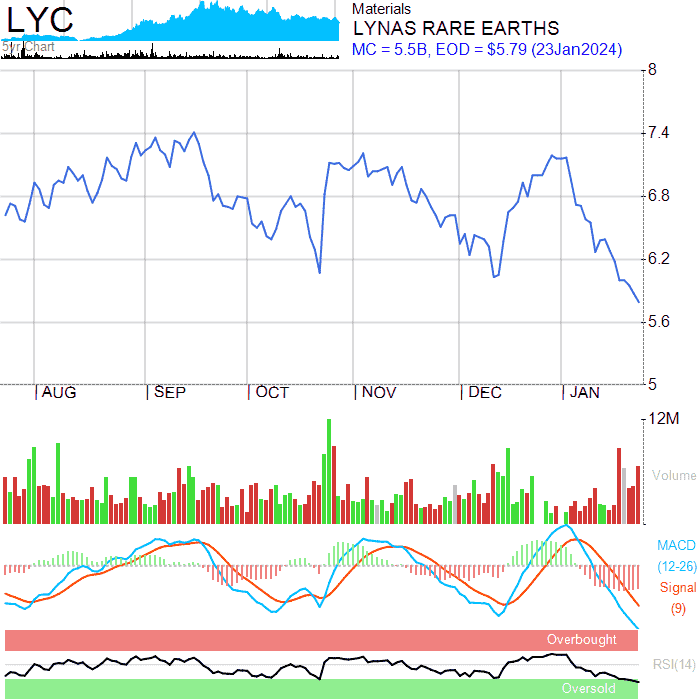 LYC
5yr Chart
Materials
LYNAS RARE EARTHS
MC = 5.5B, EOD = $5.79 (23Jan2024)
8
7.4
6.8
6.2
5.6
5
AUG SEP OCT NOV DEC JAN
12M
Volume
MACD
(12-26)
Signal
(9)
Overbought
RSI(14)
Oversold